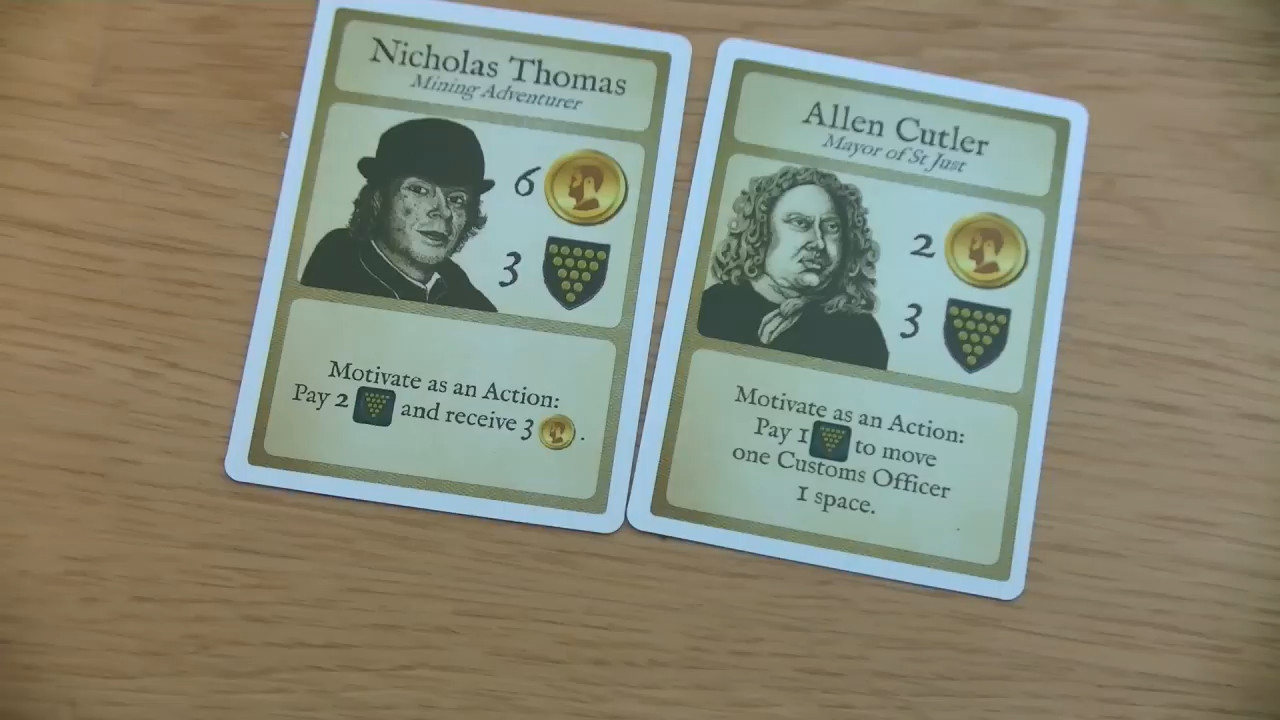 Nicholas Thomas
Mining Adventurer
6
3
Motivate as an Action:
Pay 2 and receive 3 .
Allen Cutler
Mayor of St Just
2
3
Motivate as an Action:
Pay 1 to move
one Customs Officer
1 space.